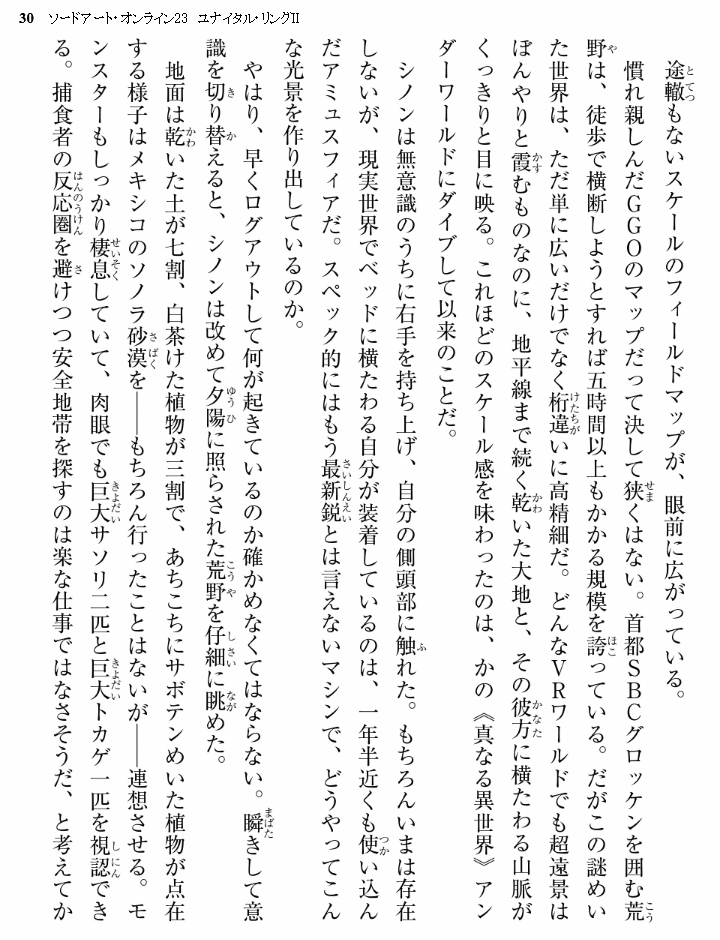 30 ソードアート・オンライン23 ユナイタル・リングⅡ
途轍もないスケールのフィールドマップが、眼前に広がっている。
慣れ親しんだGGOのマップだって決して狭くはない。首都SBCグロッケンを囲む荒
野は、徒歩で横断しようとすれば五時間以上もかかる規模を誇っている。だがこの謎めい
た世界は、ただ単に広いだけでなく桁違いに高精細だ。どんなVRワールドでも超遠景は
ぼんやりと霞むものなのに、地平線まで続く乾いた大地と、その彼方に横たわる山脈が
くっきりと目に映る。これほどのスケール感を味わったのは、かの《真なる異世界》アン
ダーワールドにダイブして以来のことだ。
シノンは無意識のうちに右手を持ち上げ、自分の側頭部に触れた。もちろんいまは存在
しないが、現実世界でベッドに横たわる自分が装着しているのは、一年半近くも使い込ん
だアミュスフィアだ。スペック的にはもう最新鋭とは言えないマシンで、どうやってこん
な光景を作り出しているのか。
やはり、早くログアウトして何が起きているのか確かめなくてはならない。瞬きして意
識を切り替えると、シノンは改めて夕陽に照らされた荒野を仔細に眺めた。
地面は乾いた土が七割、白茶けた植物が三割で、あちこちにサボテンめいた植物が点在
する様子はメキシコのソノラ砂漠を――もちろん行ったことはないが――連想させる。モ
ンスターもしっかり棲息していて、肉眼でも巨大サソリ二匹と巨大トカゲ一匹を視認でき
る。捕食者の反応圏を避けつつ安全地帯を探すのは楽な仕事ではなさそうだ、と考えてか